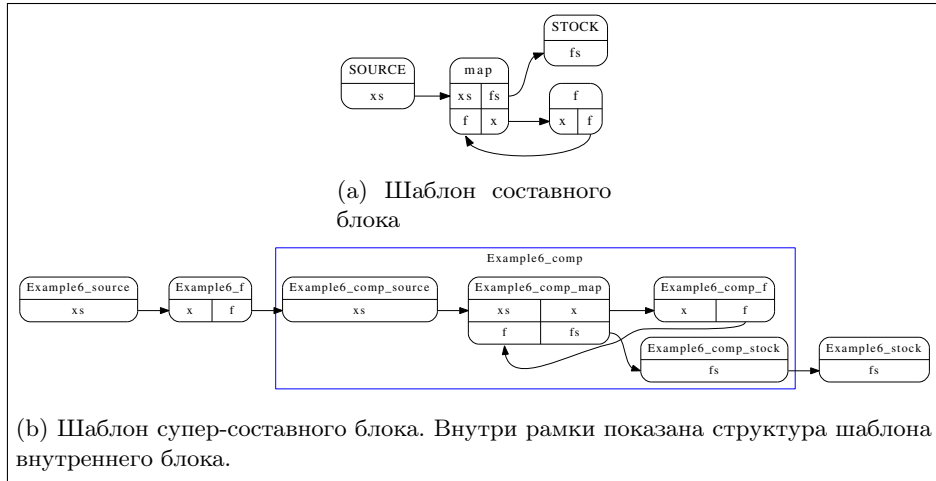 STOCK
fs
SOURCE
xs
map
xs fs
f x
f
x f
(a) Шаблон составного
блока
Example6_comp
Example6_source
xs
Example6_f
x f
Example6_comp_source
xs
Example6_comp_map
xs x
f fs
Example6_comp_f
x f
Example6_comp_stock
fs
Example6_stock
fs
(b) Шаблон супер-составного блока. Внутри рамки показана структура шаблона
внутреннего блока.